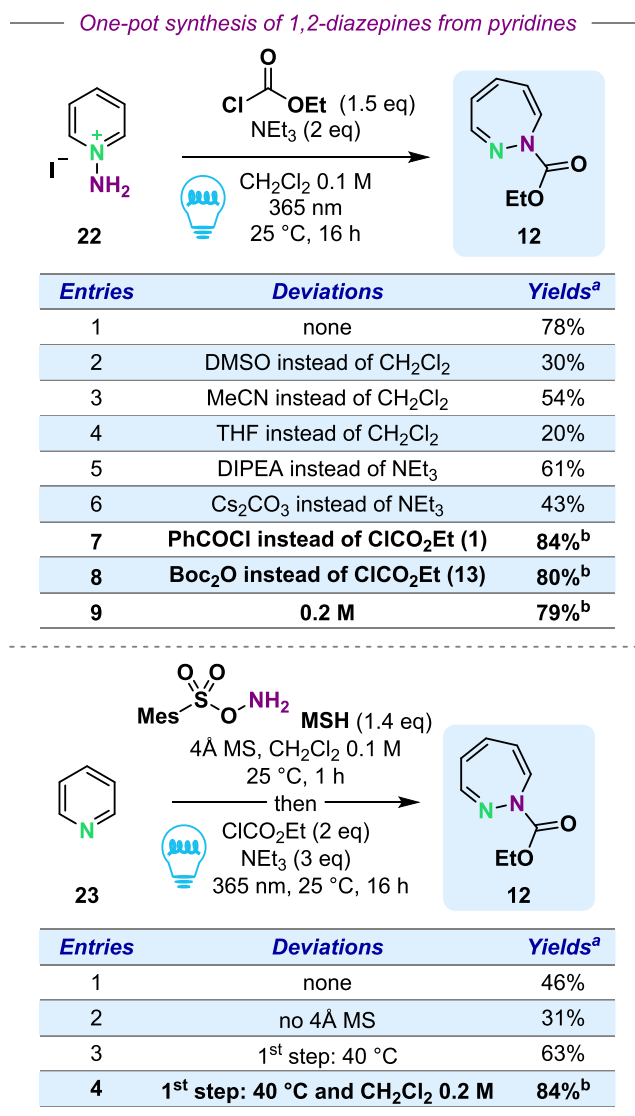 One-pot synthesis of 1,2-diazepines from pyridines
O
Cl OEt (1.5 eq)
NEt3 (2 eq)
I− N+ NH2
CH2Cl2 0.1 M
365 nm
25 °C, 16 h
22
N N
O
EtO
12
Entries Deviations Yieldsᵃ
1 none 78%
2 DMSO instead of CH2Cl2 30%
3 MeCN instead of CH2Cl2 54%
4 THF instead of CH2Cl2 20%
5 DIPEA instead of NEt3 61%
6 Cs2CO3 instead of NEt3 43%
7 PhCOCl instead of ClCO2Et (1) 84%ᵇ
8 Boc2O instead of ClCO2Et (13) 80%ᵇ
9 0.2 M 79%ᵇ
O O
Mes S O NH2 MSH (1.4 eq)
4Å MS, CH2Cl2 0.1 M
25 °C, 1 h
then
ClCO2Et (2 eq)
NEt3 (3 eq)
365 nm, 25 °C, 16 h
N
23
N N
O
EtO
12
Entries Deviations Yieldsᵃ
1 none 46%
2 no 4Å MS 31%
3 1ˢᵗ step: 40 °C 63%
4 1ˢᵗ step: 40 °C and CH2Cl2 0.2 M 84%ᵇ